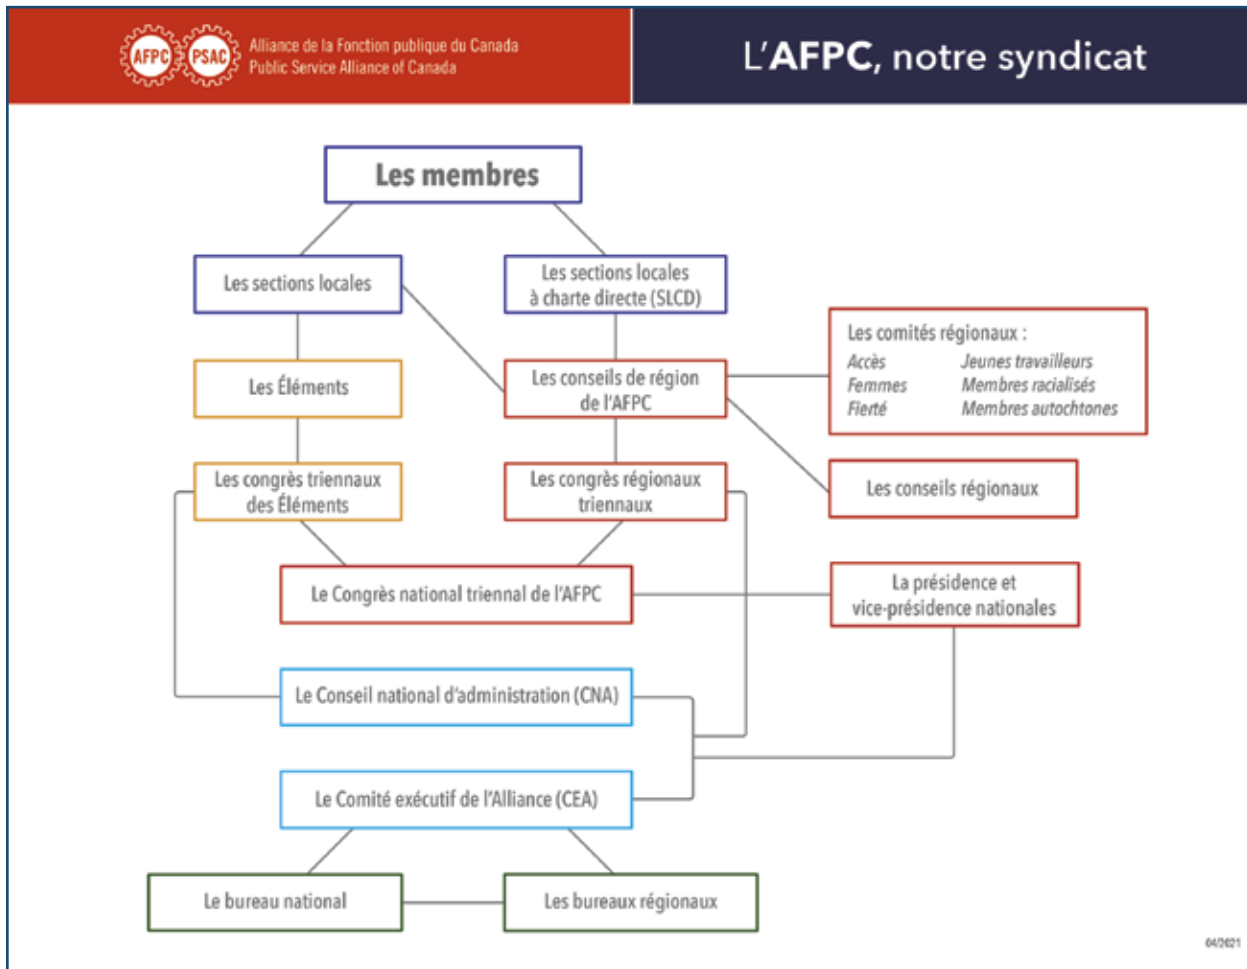 AFPC PSAC
Alliance de la Fonction publique du Canada
Public Service Alliance of Canada
L'AFPC, notre syndicat
Les membres
Les sections locales
Les sections locales
à charte directe (SLCD)
Les Éléments
Les conseils de région
de l'AFPC
Les comités régionaux :
Accès Jeunes travailleurs
Femmes Membres racialisés
Fierté Membres autochtones
Les congrès triennaux
des Éléments
Les congrès régionaux
triennaux
Les conseils régionaux
Le Congrès national triennal de l'AFPC
La présidence et
vice-présidence nationales
Le Conseil national d'administration (CNA)
Le Comité exécutif de l'Alliance (CEA)
Le bureau national
Les bureaux régionaux
04/2021